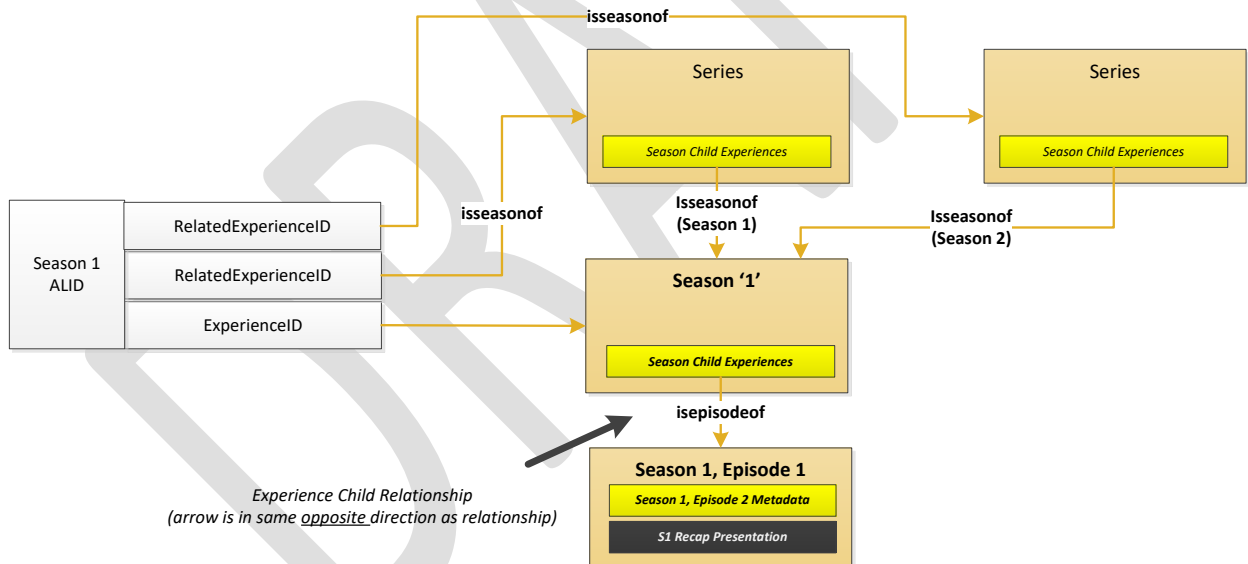 isseasonof
Series
Series
Season Child Experiences
Season Child Experiences
isseasonof
Isseasonof
(Season 1)
Isseasonof
(Season 2)
Season 1
ALID
RelatedExperienceID
RelatedExperienceID
ExperienceID
Season ‘1’
Season Child Experiences
isepisodeof
Experience Child Relationship
(arrow is in same opposite direction as relationship)
Season 1, Episode 1
Season 1, Episode 2 Metadata
S1 Recap Presentation